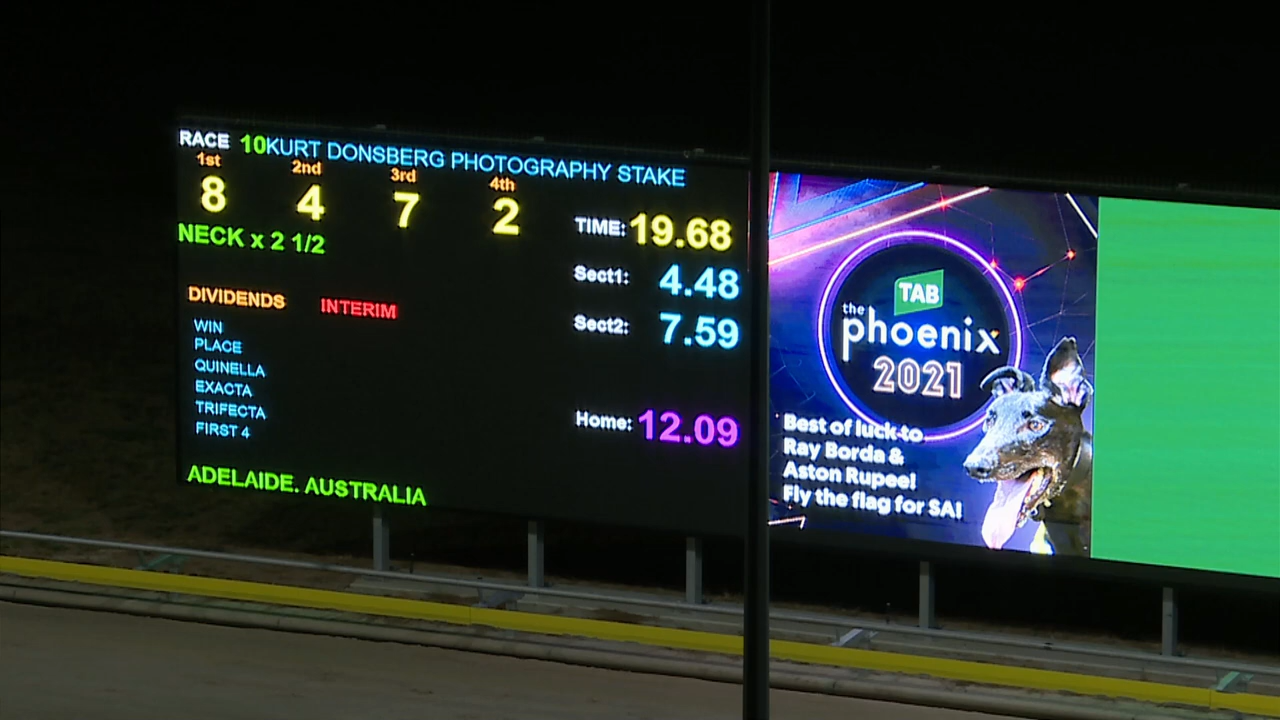 RACE 10KURT DONSBERG PHOTOGRAPHY STAKE
1st 2nd 3rd 4th
8 4 7 2
NECK x 2 1/2
TIME: 19.68
Sect1: 4.48
Sect2: 7.59
Home: 12.09
DIVIDENDS INTERIM
WIN
PLACE
QUINELLA
EXACTA
TRIFECTA
FIRST 4
ADELAIDE. AUSTRALIA
TAB
the
phoenix
2021
Best of luck to
Ray Borda &
Aston Rupee!
Fly the flag for SA!